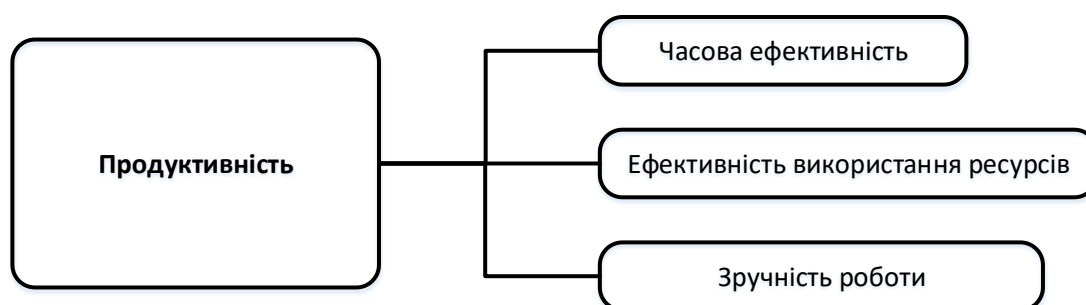 Часова ефективність
Продуктивність
Ефективність використання ресурсів
Зручність роботи